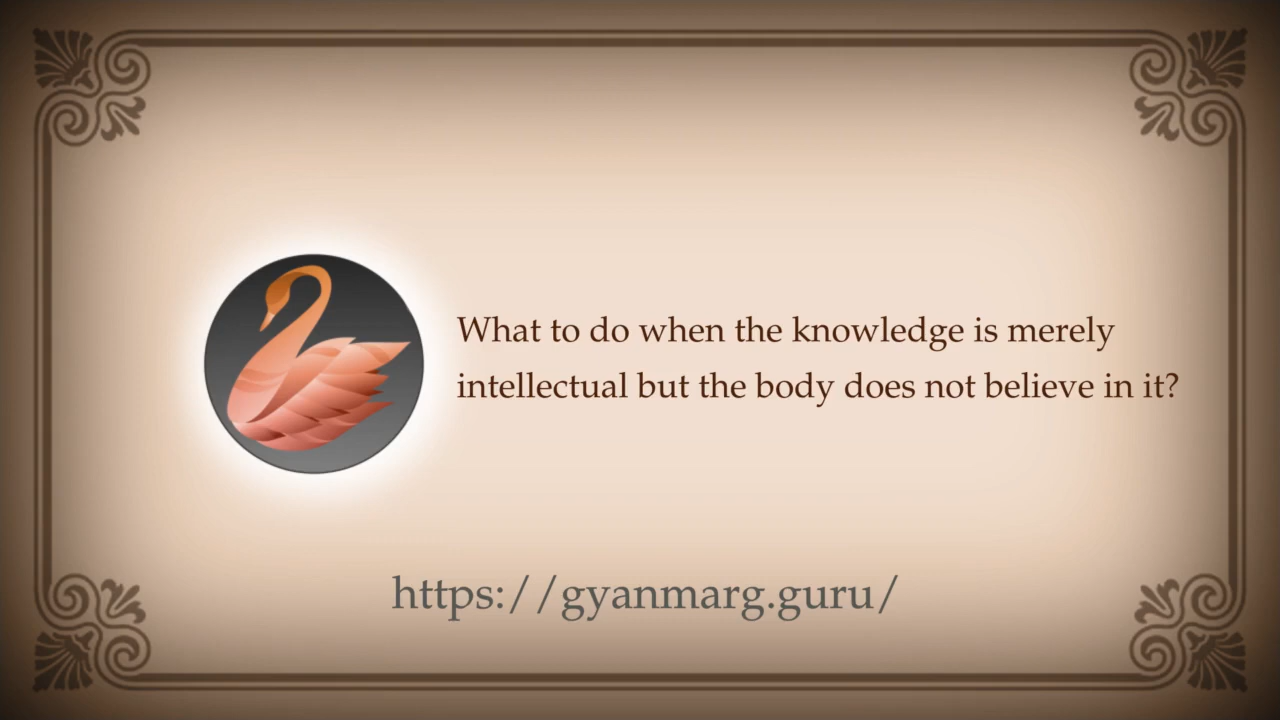 What to do when the knowledge is merely
intellectual but the body does not believe in it?
https://gyanmarg.guru/